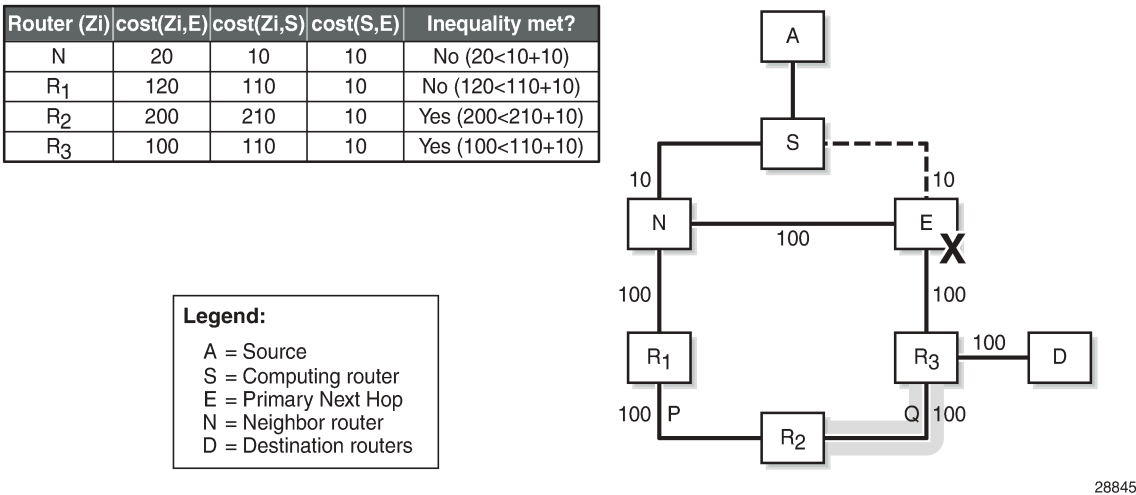 Router (Zi) cost(Zi,E) cost(Zi,S) cost(S,E) Inequality met?
N 20 10 10 No (20<10+10)
R1 120 110 10 No (120<110+10)
R2 200 210 10 Yes (200<210+10)
R3 100 110 10 Yes (100<110+10)
A
S
10
10
N
E
X
100
100
100
R1
R3
100
D
100 P
Q 100
R2
Legend:
A = Source
S = Computing router
E = Primary Next Hop
N = Neighbor router
D = Destination routers
28845